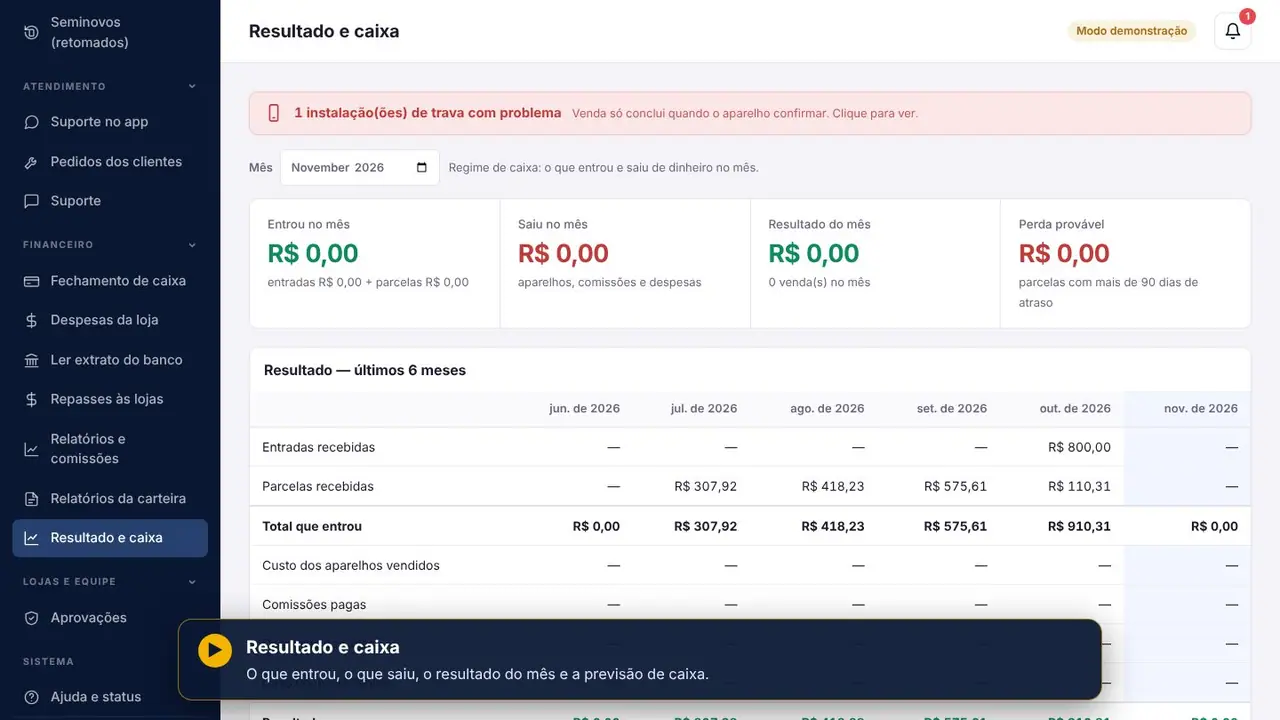 Seminovos
(retomados)
ATENDIMENTO
Suporte no app
Pedidos dos clientes
Suporte
FINANCEIRO
Fechamento de caixa
Despesas da loja
Ler extrato do banco
Repasses às lojas
Relatórios e
comissões
Relatórios da carteira
Resultado e caixa
LOJAS E EQUIPE
Aprovações
SISTEMA
Ajuda e status
Resultado e caixa
Modo demonstração
1
1 instalação(ões) de trava com problema Venda só conclui quando o aparelho confirmar. Clique para ver.
Mês November 2026 Regime de caixa: o que entrou e saiu de dinheiro no mês.
Entrou no mês
R$ 0,00
entradas R$ 0,00 + parcelas R$ 0,00
Saiu no mês
R$ 0,00
aparelhos, comissões e despesas
Resultado do mês
R$ 0,00
0 venda(s) no mês
Perda provável
R$ 0,00
parcelas com mais de 90 dias de
atraso
Resultado — últimos 6 meses
jun. de 2026 jul. de 2026 ago. de 2026 set. de 2026 out. de 2026 nov. de 2026
Entradas recebidas — — — — R$ 800,00 —
Parcelas recebidas — R$ 307,92 R$ 418,23 R$ 575,61 R$ 110,31 —
Total que entrou R$ 0,00 R$ 307,92 R$ 418,23 R$ 575,61 R$ 910,31 R$ 0,00
Custo dos aparelhos vendidos — — — — — —
Comissões pagas — — — — — —
Resultado e caixa
O que entrou, o que saiu, o resultado do mês e a previsão de caixa.